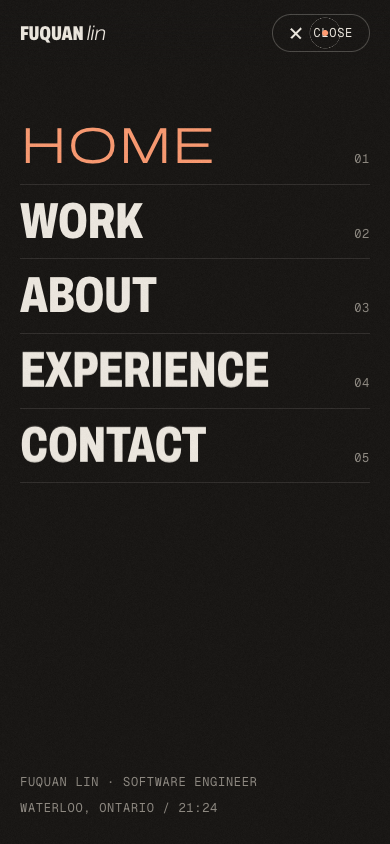 FUQUAN lin
CLOSE
HOME 01
WORK 02
ABOUT 03
EXPERIENCE 04
CONTACT 05
FUQUAN LIN · SOFTWARE ENGINEER
WATERLOO, ONTARIO / 21:24